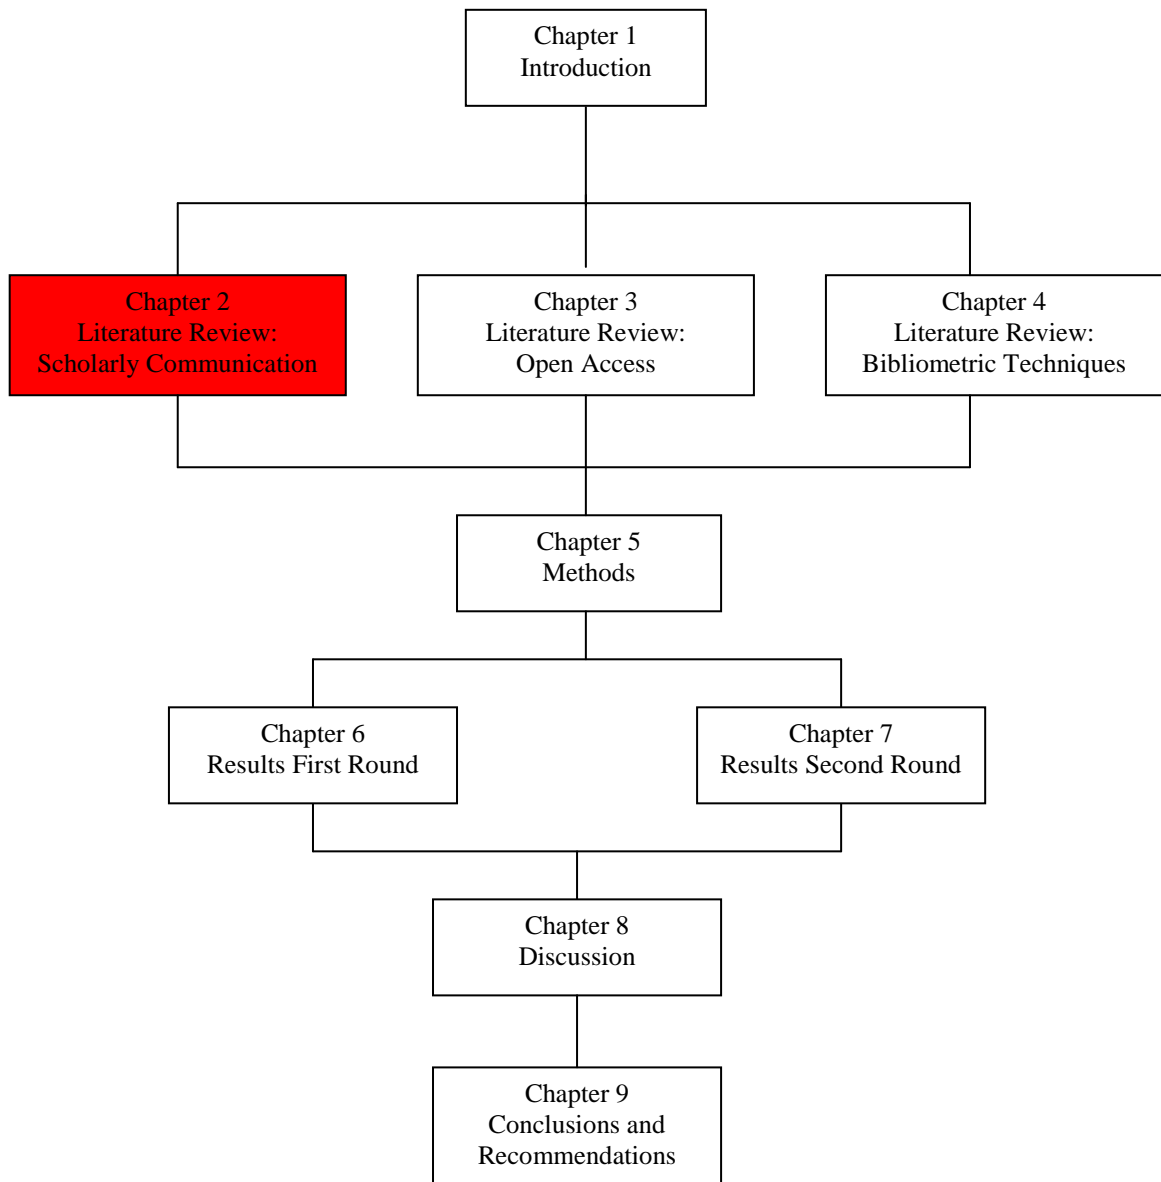 Chapter 1
Introduction
Chapter 2
Literature Review:
Scholarly Communication
Chapter 3
Literature Review:
Open Access
Chapter 4
Literature Review:
Bibliometric Techniques
Chapter 5
Methods
Chapter 6
Results First Round
Chapter 7
Results Second Round
Chapter 8
Discussion
Chapter 9
Conclusions and
Recommendations